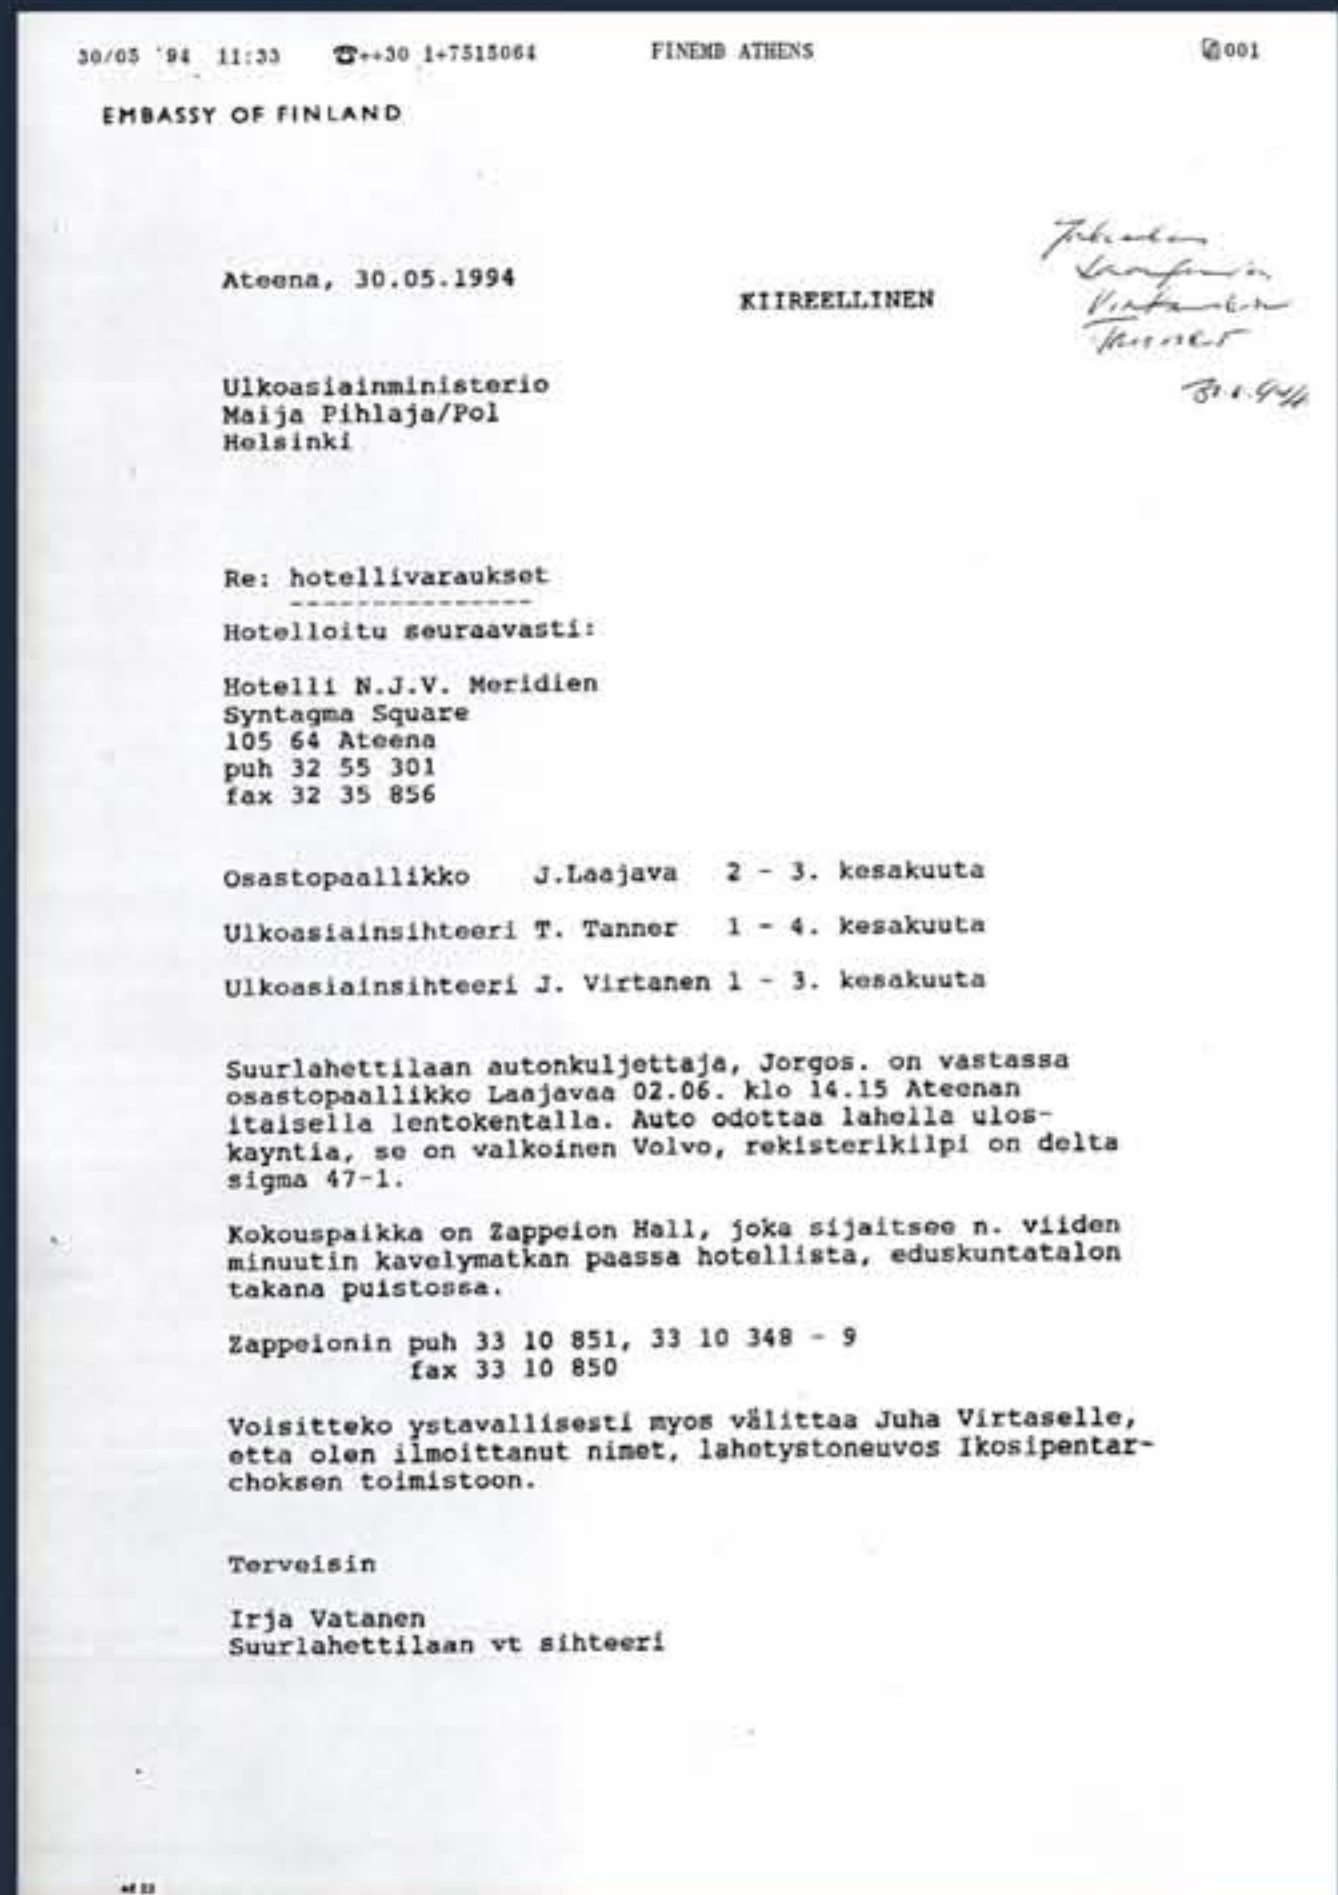 30/05 '94 11:33 ☎++30 1+7515064 FINEMB ATHENS 001
EMBASSY OF FINLAND
Ateena, 30.05.1994
KIIREELLINEN
Virtanen
Tanner
Ulkoasiainministerio
Maija Pihlaja/Pol
Helsinki
Re: hotellivaraukset
---------------
Hotelloitu seuraavasti:
Hotelli N.J.V. Meridien
Syntagma Square
105 64 Ateena
puh 32 55 301
fax 32 35 856
Osastopaallikko J.Laajava 2 - 3. kesakuuta
Ulkoasiainsihteeri T. Tanner 1 - 4. kesakuuta
Ulkoasiainsihteeri J. Virtanen 1 - 3. kesakuuta
Suurlahettilaan autonkuljettaja, Jorgos. on vastassa
osastopaallikko Laajavaa 02.06. klo 14.15 Ateenan
itaisella lentokentalla. Auto odottaa lahella ulos-
kayntia, se on valkoinen Volvo, rekisterikilpi on delta
sigma 47-1.
Kokouspaikka on Zappeion Hall, joka sijaitsee n. viiden
minuutin kavelymatkan paassa hotellista, eduskuntatalon
takana puistossa.
Zappeionin puh 33 10 851, 33 10 348 - 9
fax 33 10 850
Voisitteko ystavallisesti myos välittaa Juha Virtaselle,
etta olen ilmoittanut nimet, lahetystoneuvos Ikosipentar-
choksen toimistoon.
Terveisin
Irja Vatanen
Suurlahettilaan vt sihteeri